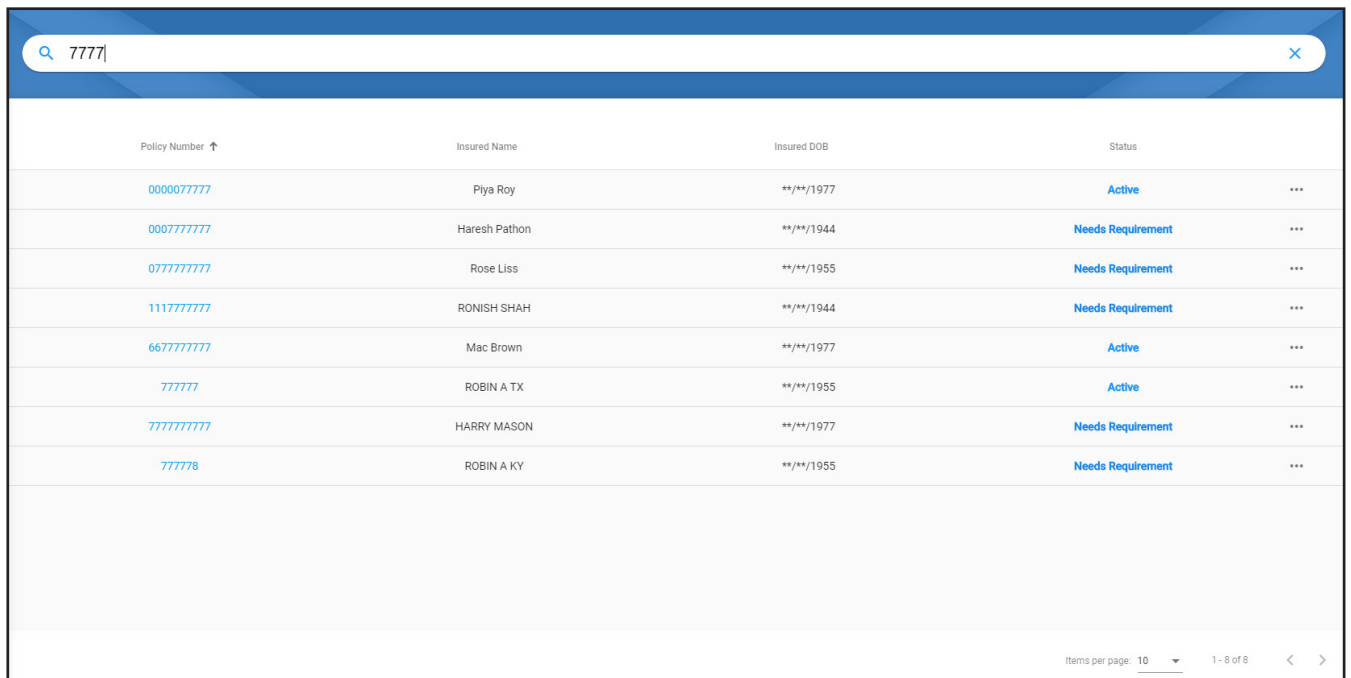 7777
Policy Number Insured Name Insured DOB Status
0000077777 Piya Roy **/**/1977 Active
0007777777 Haresh Pathon **/**/1944 Needs Requirement
0777777777 Rose Liss **/**/1955 Needs Requirement
1117777777 RONISH SHAH **/**/1944 Needs Requirement
6677777777 Mac Brown **/**/1977 Active
777777 ROBIN A TX **/**/1955 Active
7777777777 HARRY MASON **/**/1977 Needs Requirement
777778 ROBIN A KY **/**/1955 Needs Requirement
Items per page: 10 1 - 8 of 8